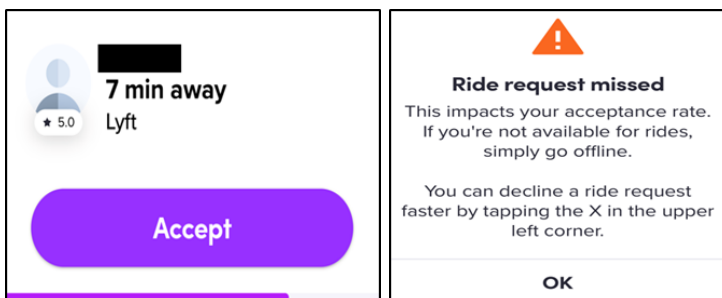 7 min away
★ 5.0
Lyft
Accept
Ride request missed
This impacts your acceptance rate.
If you're not available for rides,
simply go offline.
You can decline a ride request
faster by tapping the X in the upper
left corner.
OK